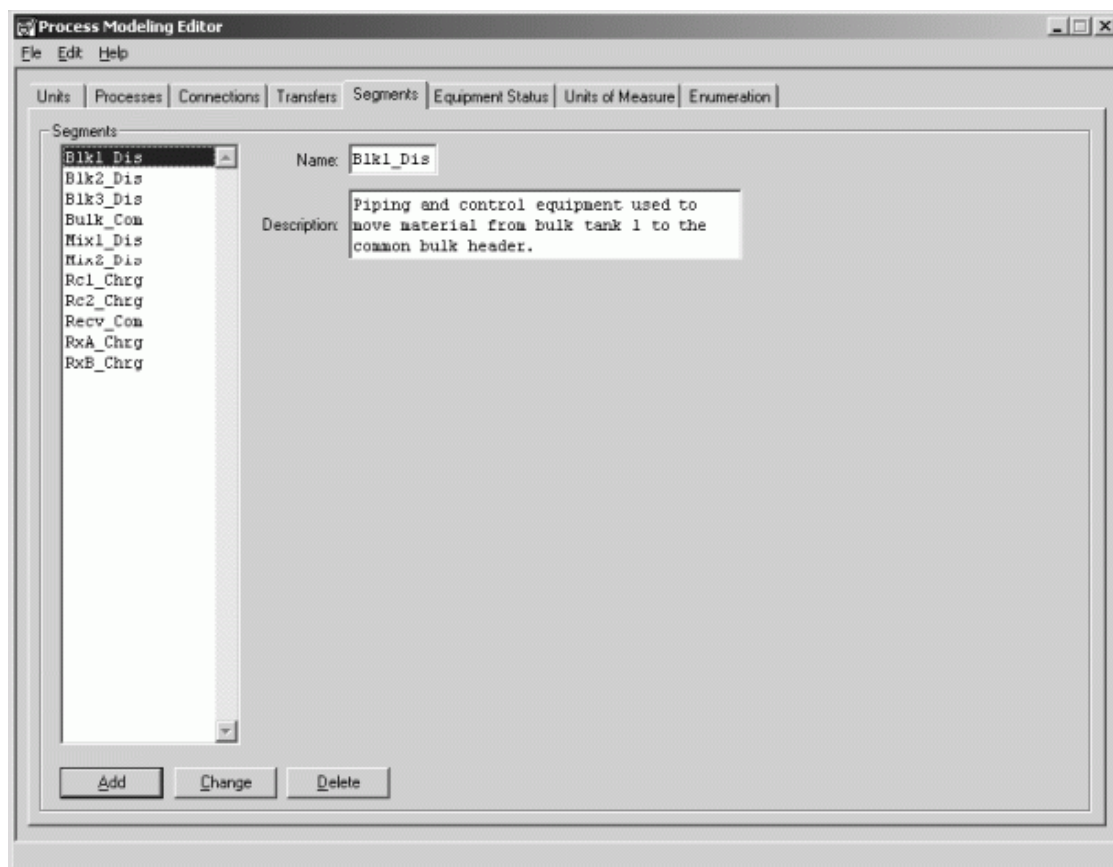 Process Modeling Editor
File Edit Help
Units Processes Connections Transfers Segments Equipment Status Units of Measure Enumeration
Segments
Blk1_Dis
Blk2_Dis
Blk3_Dis
Bulk_Com
Mix1_Dis
Mix2_Dis
Rc1_Chrg
Rc2_Chrg
Recv_Com
RxA_Chrg
RxB_Chrg
Name: Blk1_Dis
Description: Piping and control equipment used to
move material from bulk tank 1 to the
common bulk header.
Add Change Delete